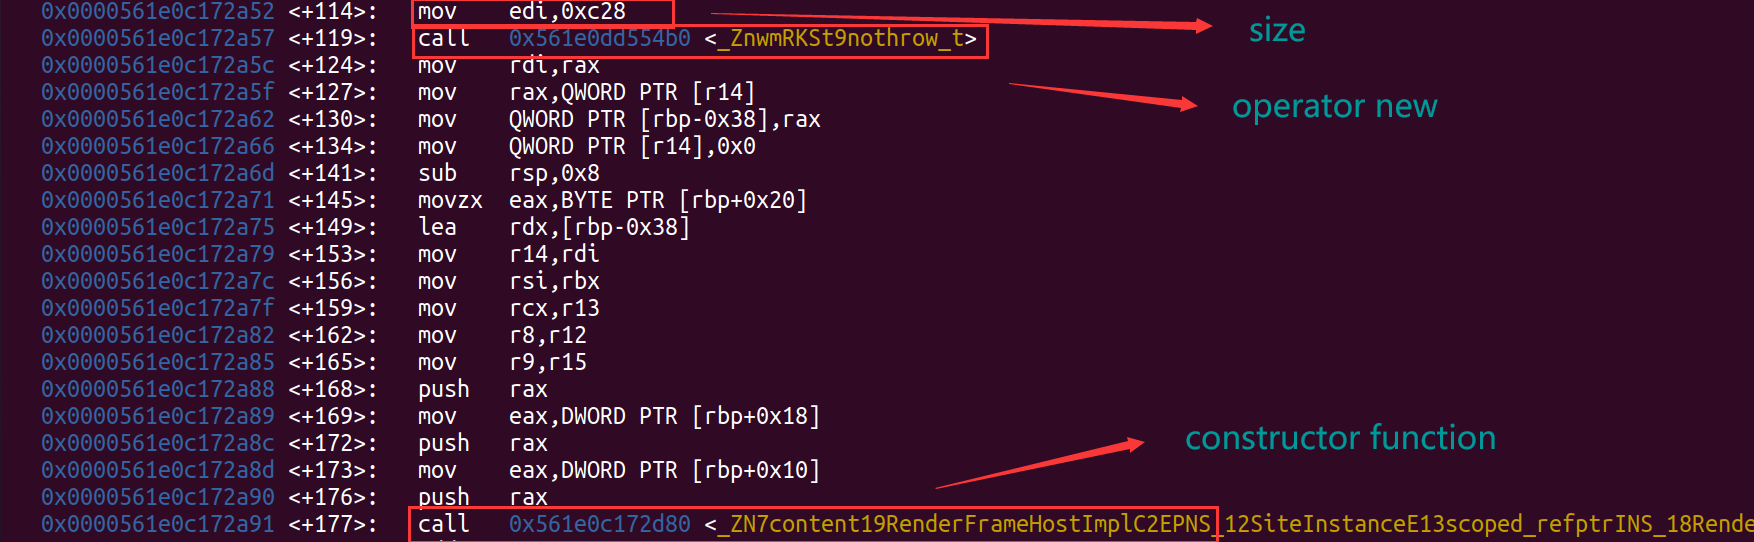 0x0000561e0c172a52 <+114>: mov edi,0xc28
size
0x0000561e0c172a57 <+119>: call 0x561e0dd554b0 <_ZnwmRKSt9nothrow_t>
0x0000561e0c172a5c <+124>: mov rdi,rax
0x0000561e0c172a5f <+127>: mov rax,QWORD PTR [r14]
operator new
0x0000561e0c172a62 <+130>: mov QWORD PTR [rbp-0x38],rax
0x0000561e0c172a66 <+134>: mov QWORD PTR [r14],0x0
0x0000561e0c172a6d <+141>: sub rsp,0x8
0x0000561e0c172a71 <+145>: movzx eax,BYTE PTR [rbp+0x20]
0x0000561e0c172a75 <+149>: lea rdx,[rbp-0x38]
0x0000561e0c172a79 <+153>: mov r14,rdi
0x0000561e0c172a7c <+156>: mov rsi,rbx
0x0000561e0c172a7f <+159>: mov rcx,r13
0x0000561e0c172a82 <+162>: mov r8,r12
0x0000561e0c172a85 <+165>: mov r9,r15
0x0000561e0c172a88 <+168>: push rax
0x0000561e0c172a89 <+169>: mov eax,DWORD PTR [rbp+0x18]
0x0000561e0c172a8c <+172>: push rax
constructor function
0x0000561e0c172a8d <+173>: mov eax,DWORD PTR [rbp+0x10]
0x0000561e0c172a90 <+176>: push rax
0x0000561e0c172a91 <+177>: call 0x561e0c172d80 <_ZN7content19RenderFrameHostImplC2EPNS_12SiteInstanceE13scoped_refptrINS_18Rende